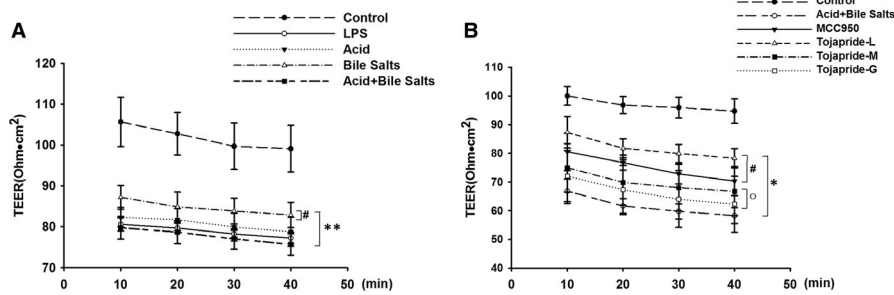 A
Control
LPS
Acid
Bile Salts
Acid+Bile Salts
TEER(Ohm•cm2)
120
110
100
90
80
70
0
10
20
30
40
50
(min)
#
**
B
Control
Acid+Bile Salts
MCC950
Tojapride-L
Tojapride-M
Tojapride-G
TEER(Ohm•cm2)
110
100
90
80
70
60
50
40
0
10
20
30
40
50
(min)
#
○
*